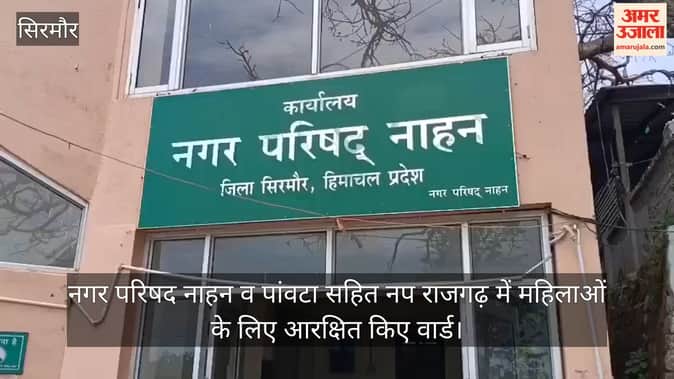 सिरमौर
अमर
उजाला
amarujala.com
कार्यालय
नगर परिषद् नाहन
जिला सिरमौर, हिमाचल प्रदेश
नगर परिषद् नाहन
नगर परिषद नाहन व पांवटा सहित नप राजगढ़ में महिलाओं
के लिए आरक्षित किए वार्ड।